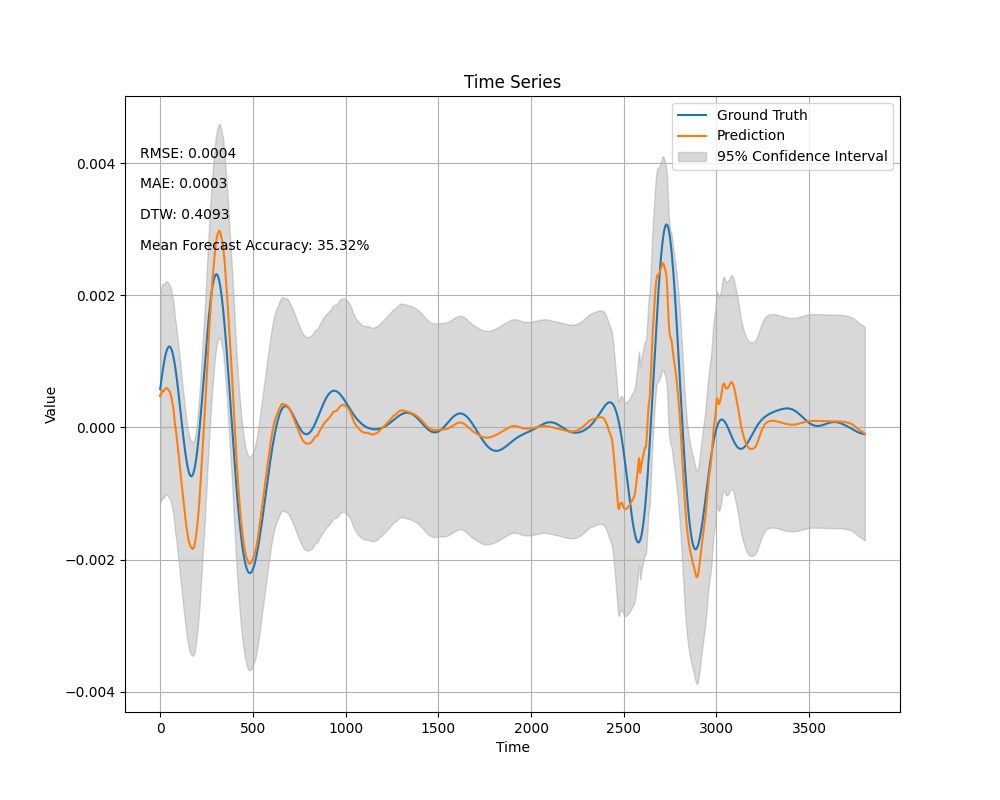 Time Series
Ground Truth
Prediction
95% Confidence Interval
RMSE: 0.0004
MAE: 0.0003
DTW: 0.4093
Mean Forecast Accuracy: 35.32%
Value
0.004
0.002
0.000
−0.002
−0.004
0 500 1000 1500 2000 2500 3000 3500
Time